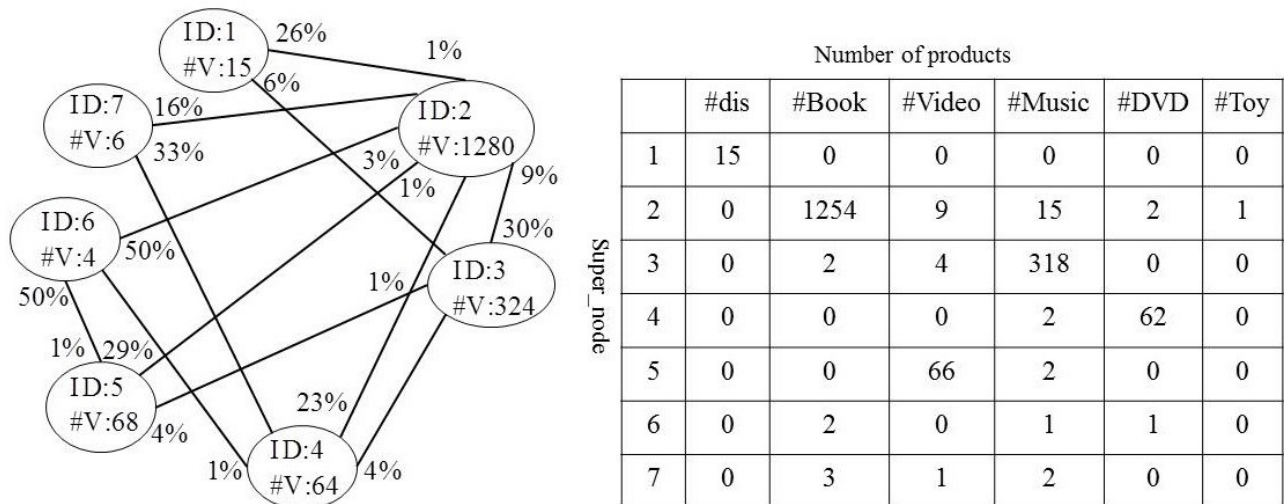 ID:1
#V:15
26%
1%
6%
ID:7
#V:6
16%
33%
ID:2
#V:1280
3%
1%
9%
ID:6
#V:4
50%
50%
30%
ID:3
#V:324
1%
1%
29%
ID:5
#V:68
4%
23%
ID:4
#V:64
1%
4%
Number of products
#dis #Book #Video #Music #DVD #Toy
1 15 0 0 0 0 0
2 0 1254 9 15 2 1
3 0 2 4 318 0 0
4 0 0 0 2 62 0
5 0 0 66 2 0 0
6 0 2 0 1 1 0
7 0 3 1 2 0 0
Super_node